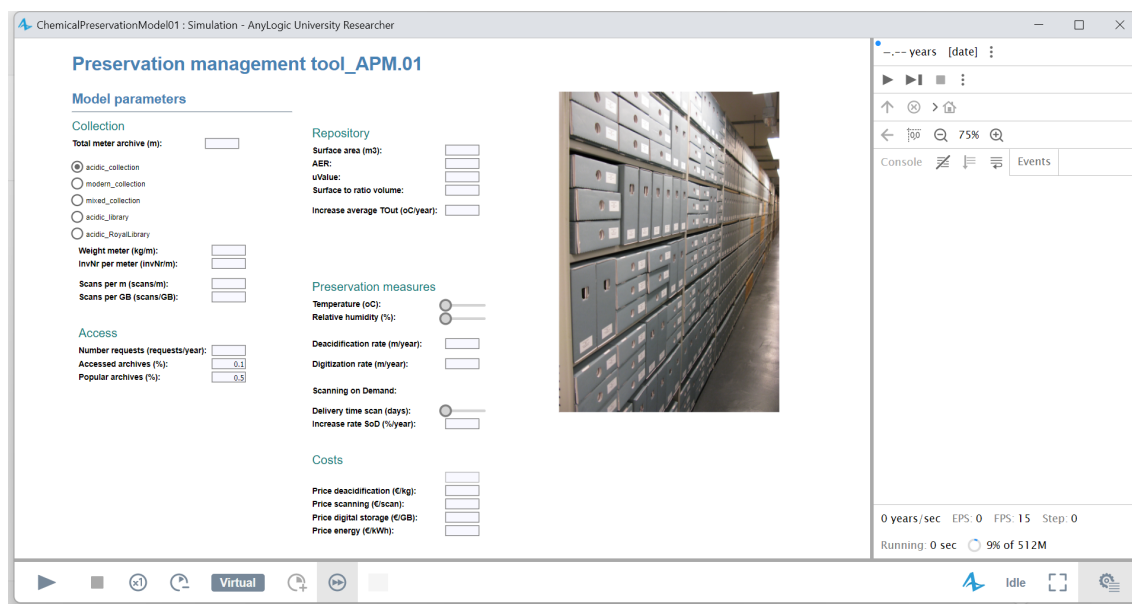 ChemicalPreservationModel01 : Simulation - AnyLogic University Researcher
Preservation management tool_APM.01
Model parameters
Collection
Total meter archive (m):
acidic_collection
modern_collection
mixed_collection
acidic_library
acidic_RoyalLibrary
Weight meter (kg/m):
InvNr per meter (invNr/m):
Scans per m (scans/m):
Scans per GB (scans/GB):
Access
Number requests (requests/year):
Accessed archives (%): 0.1
Popular archives (%): 0.5
Repository
Surface area (m3):
AER:
uValue:
Surface to ratio volume:
Increase average TOut (oC/year):
Preservation measures
Temperature (oC):
Relative humidity (%):
Deacidification rate (m/year):
Digitization rate (m/year):
Scanning on Demand:
Delivery time scan (days):
Increase rate SoD (%/year):
Costs
Price deacidification (€/kg):
Price scanning (€/scan):
Price digital storage (€/GB):
Price energy (€/kWh):
–.–– years [date]
75%
Console Events
0 years/sec EPS: 0 FPS: 15 Step: 0
Running: 0 sec 9% of 512M
x1 Virtual Idle